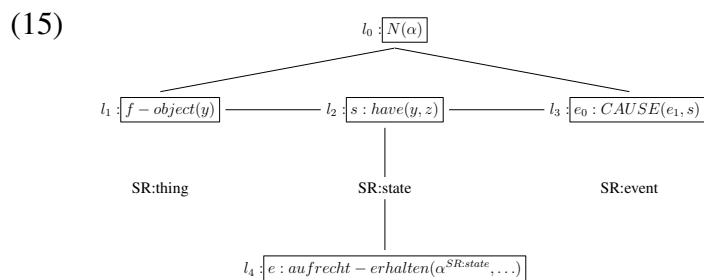 (15)
l₀ : N(α)
l₁ : f − object(y)   l₂ : s : have(y, z)   l₃ : e₀ : CAUSE(e₁, s)
SR:thing   SR:state   SR:event
l₄ : e : aufrecht − erhalten(α^SR:state, . . .)